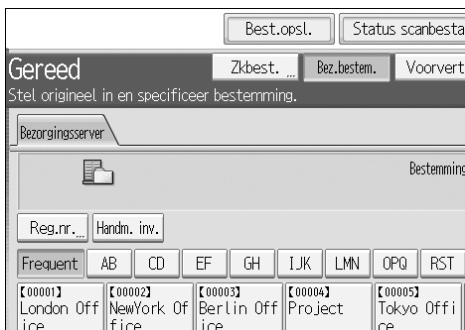 Best.opsl. Status scanbesta
Gereed Zkbest. ... Bez.bestem. Voorvert
Stel origineel in en specificeer bestemming.
Bezorgingsserver
Bestemming
Reg.nr. ... Handm. inv.
Frequent AB CD EF GH IJK LMN OPQ RST
【00001】 【00002】 【00003】 【00004】 【00005】
London Off NewYork Of Berlin Off Project Tokyo Offi
ice ffice ice ce